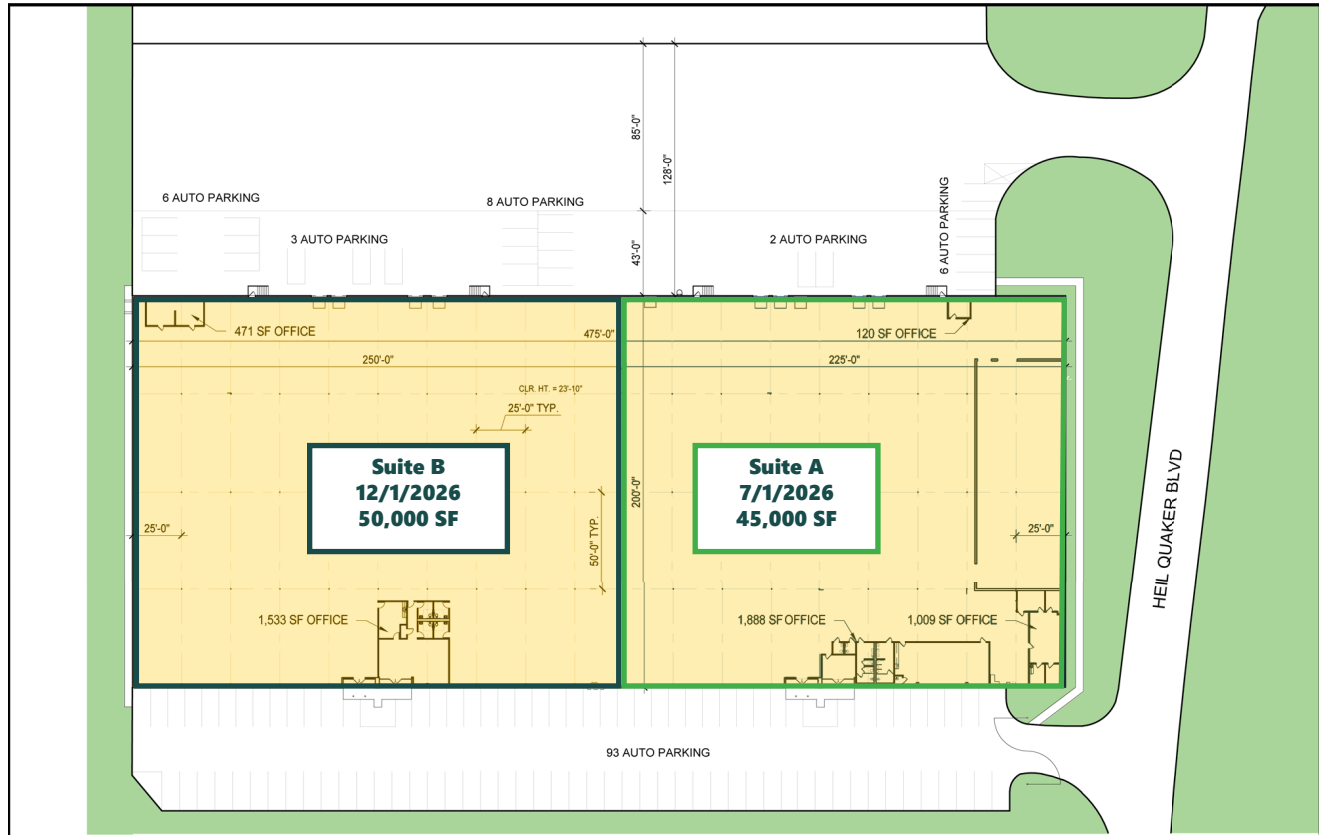 85'-0"
128'-0"
6 AUTO PARKING
8 AUTO PARKING
3 AUTO PARKING
2 AUTO PARKING
6 AUTO PARKING
43'-0"
471 SF OFFICE
475'-0"
120 SF OFFICE
250'-0"
225'-0"
CLR. HT. = 23'-10"
25'-0" TYP.
Suite B
12/1/2026
50,000 SF
Suite A
7/1/2026
45,000 SF
200'-0"
25'-0"
50'-0" TYP.
25'-0"
HEIL QUAKER BLVD
1,533 SF OFFICE
1,888 SF OFFICE
1,009 SF OFFICE
93 AUTO PARKING